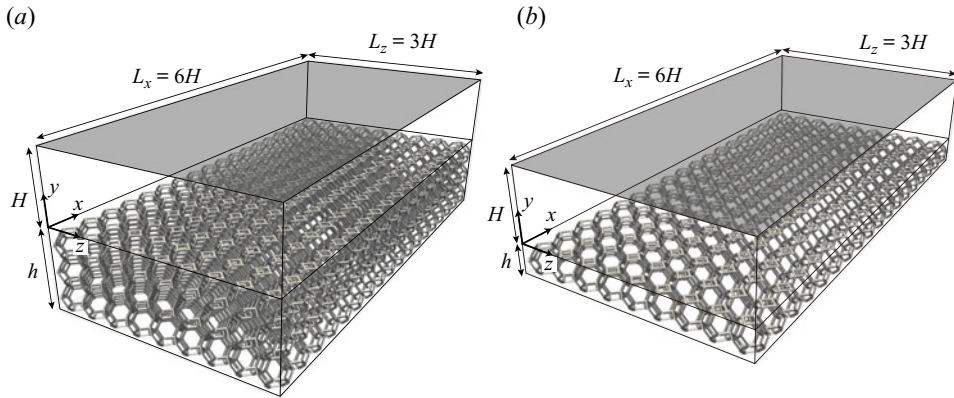 (a)
L_z = 3H
L_x = 6H
H
y
x
z
h
(b)
L_z = 3H
L_x = 6H
H
y
x
z
h